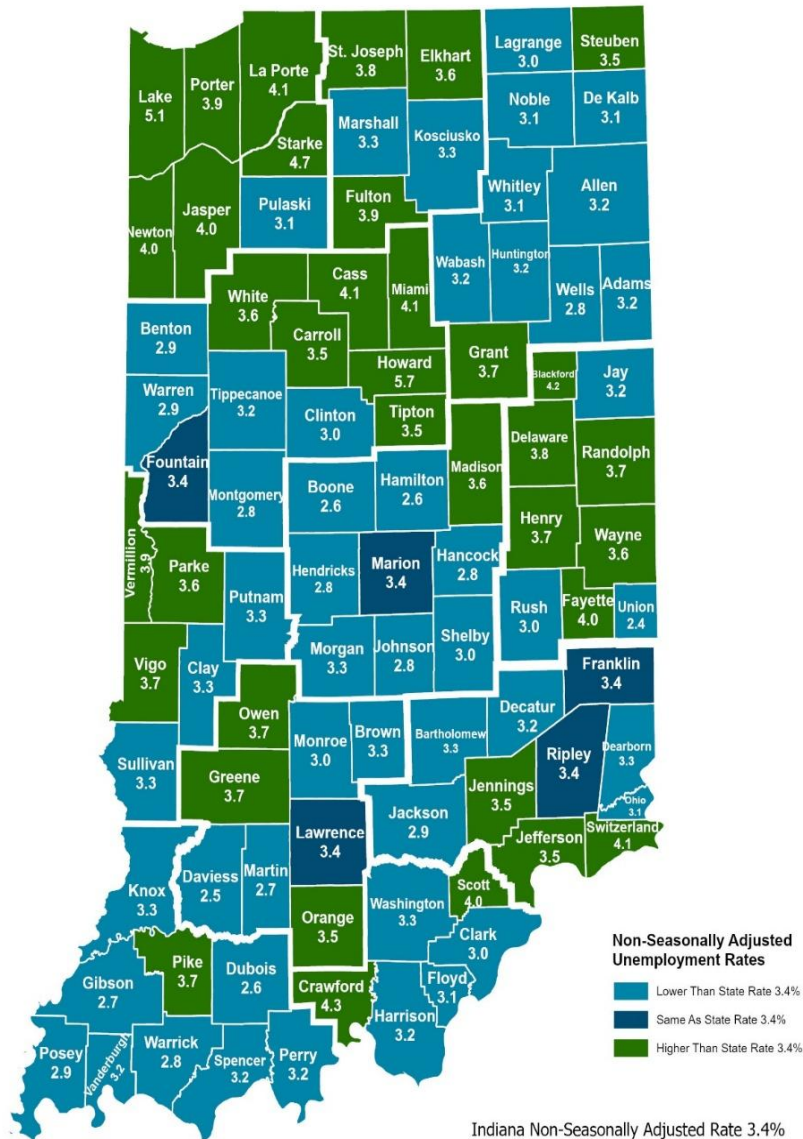 St. Joseph
3.8
Elkhart
3.6
Lagrange
3.0
Steuben
3.5
La Porte
4.1
Porter
3.9
Lake
5.1
Noble
3.1
De Kalb
3.1
Marshall
3.3
Kosciusko
3.3
Starke
4.7
Whitley
3.1
Allen
3.2
Pulaski
3.1
Fulton
3.9
Jasper
4.0
Newton
4.0
Wabash
3.2
Huntington
3.2
Wells
2.8
Adams
3.2
White
3.6
Cass
4.1
Miami
4.1
Benton
2.9
Carroll
3.5
Howard
5.7
Grant
3.7
Blackford
4.2
Jay
3.2
Warren
2.9
Tippecanoe
3.2
Clinton
3.0
Tipton
3.5
Fountain
3.4
Montgomery
2.8
Boone
2.6
Hamilton
2.6
Madison
3.6
Delaware
3.8
Randolph
3.7
Henry
3.7
Wayne
3.6
Vermillion
3.9
Parke
3.6
Putnam
3.3
Hendricks
2.8
Marion
3.4
Hancock
2.8
Rush
3.0
Fayette
4.0
Union
2.4
Vigo
3.7
Clay
3.3
Morgan
3.3
Johnson
2.8
Shelby
3.0
Franklin
3.4
Owen
3.7
Sullivan
3.3
Greene
3.7
Monroe
3.0
Brown
3.3
Bartholomew
3.3
Decatur
3.2
Ripley
3.4
Dearborn
3.3
Ohio
3.1
Jennings
3.5
Jackson
2.9
Lawrence
3.4
Jefferson
3.5
Switzerland
4.1
Knox
3.3
Daviess
2.5
Martin
2.7
Orange
3.5
Washington
3.3
Scott
4.0
Clark
3.0
Gibson
2.7
Pike
3.7
Dubois
2.6
Crawford
4.3
Floyd
3.1
Harrison
3.2
Posey
2.9
Vanderburgh
3.2
Warrick
2.8
Spencer
3.2
Perry
3.2
Non-Seasonally Adjusted
Unemployment Rates
Lower Than State Rate 3.4%
Same As State Rate 3.4%
Higher Than State Rate 3.4%
Indiana Non-Seasonally Adjusted Rate 3.4%